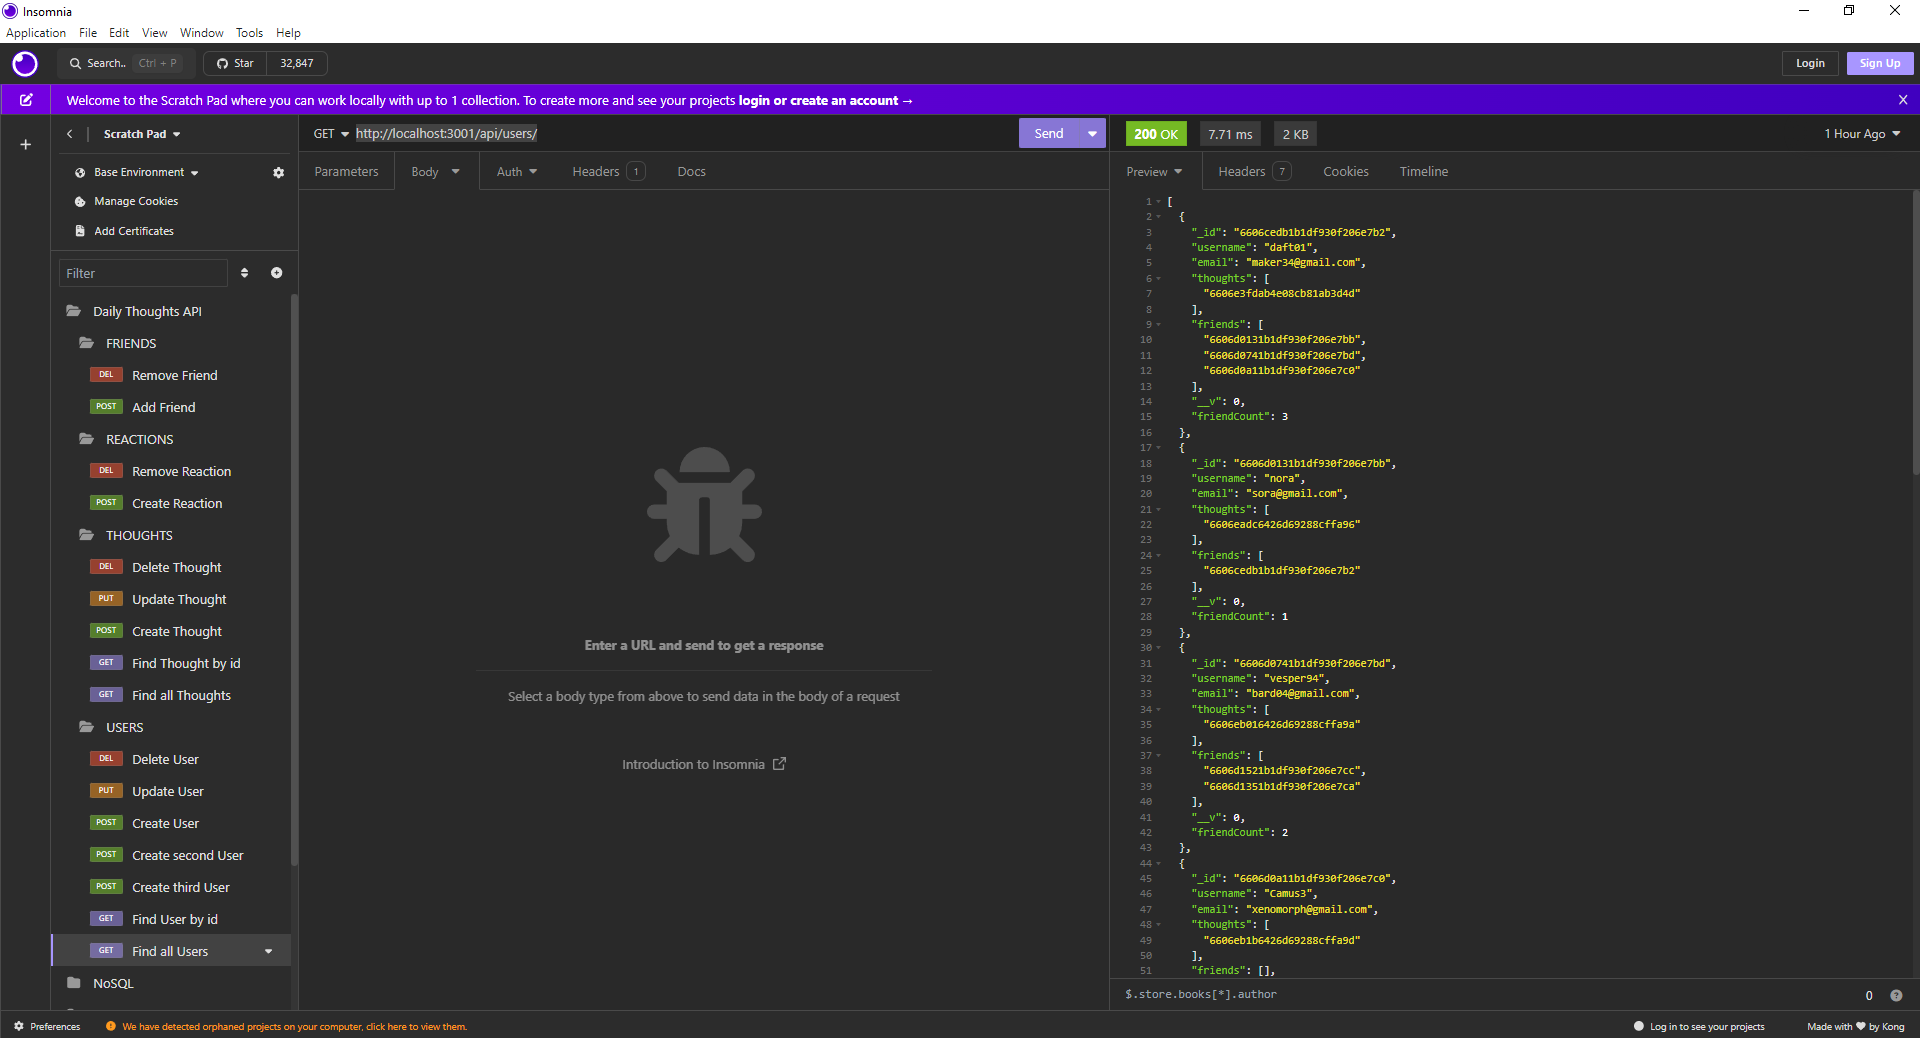 Insomnia
Application File Edit View Window Tools Help
Search.. Ctrl + P Star 32,847 Login Sign Up
Welcome to the Scratch Pad where you can work locally with up to 1 collection. To create more and see your projects login or create an account →
Scratch Pad
Base Environment
Manage Cookies
Add Certificates
Filter
Daily Thoughts API
FRIENDS
DEL Remove Friend
POST Add Friend
REACTIONS
DEL Remove Reaction
POST Create Reaction
THOUGHTS
DEL Delete Thought
PUT Update Thought
POST Create Thought
GET Find Thought by id
GET Find all Thoughts
USERS
DEL Delete User
PUT Update User
POST Create User
POST Create second User
POST Create third User
GET Find User by id
GET Find all Users
NoSQL
GET http://localhost:3001/api/users/ Send
Parameters Body Auth Headers 1 Docs
Enter a URL and send to get a response
Select a body type from above to send data in the body of a request
Introduction to Insomnia
200 OK 7.71 ms 2 KB 1 Hour Ago
Preview Headers 7 Cookies Timeline
1 [
2 {
3 "_id": "6606cedb1b1df930f206e7b2",
4 "username": "daft01",
5 "email": "maker34@gmail.com",
6 "thoughts": [
7 "6606e3fdab4e08cb81ab3d4d"
8 ],
9 "friends": [
10 "6606d0131b1df930f206e7bb",
11 "6606d0741b1df930f206e7bd",
12 "6606d0a11b1df930f206e7c0"
13 ],
14 "__v": 0,
15 "friendCount": 3
16 },
17 {
18 "_id": "6606d0131b1df930f206e7bb",
19 "username": "nora",
20 "email": "sora@gmail.com",
21 "thoughts": [
22 "6606eadc6426d69288cffa96"
23 ],
24 "friends": [
25 "6606cedb1b1df930f206e7b2"
26 ],
27 "__v": 0,
28 "friendCount": 1
29 },
30 {
31 "_id": "6606d0741b1df930f206e7bd",
32 "username": "vesper94",
33 "email": "bard04@gmail.com",
34 "thoughts": [
35 "6606eb016426d69288cffa9a"
36 ],
37 "friends": [
38 "6606d1521b1df930f206e7cc",
39 "6606d1351b1df930f206e7ca"
40 ],
41 "__v": 0,
42 "friendCount": 2
43 },
44 {
45 "_id": "6606d0a11b1df930f206e7c0",
46 "username": "Camus3",
47 "email": "xenomorph@gmail.com",
48 "thoughts": [
49 "6606eb1b6426d69288cffa9d"
50 ],
51 "friends": [],
$.store.books[*].author 0
Preferences We have detected orphaned projects on your computer, click here to view them. Log in to see your projects Made with ♥ by Kong